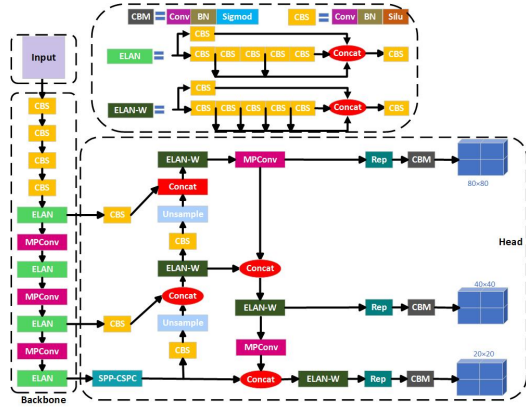 CBM = Conv BN Sigmod CBS = Conv BN Silu
Input
ELAN = CBS CBS CBS CBS CBS Concat CBS
ELAN-W = CBS CBS CBS CBS CBS Concat CBS
CBS
CBS
CBS
CBS
ELAN
MPConv
ELAN
MPConv
ELAN
MPConv
ELAN
Backbone
ELAN-W MPConv Rep CBM
80×80
Concat
CBS
Unsample
CBS
Head
ELAN-W Concat
Concat
40×40
ELAN-W Rep CBM
CBS
Unsample
MPConv
CBS
20×20
SPP-CSPC Concat ELAN-W Rep CBM